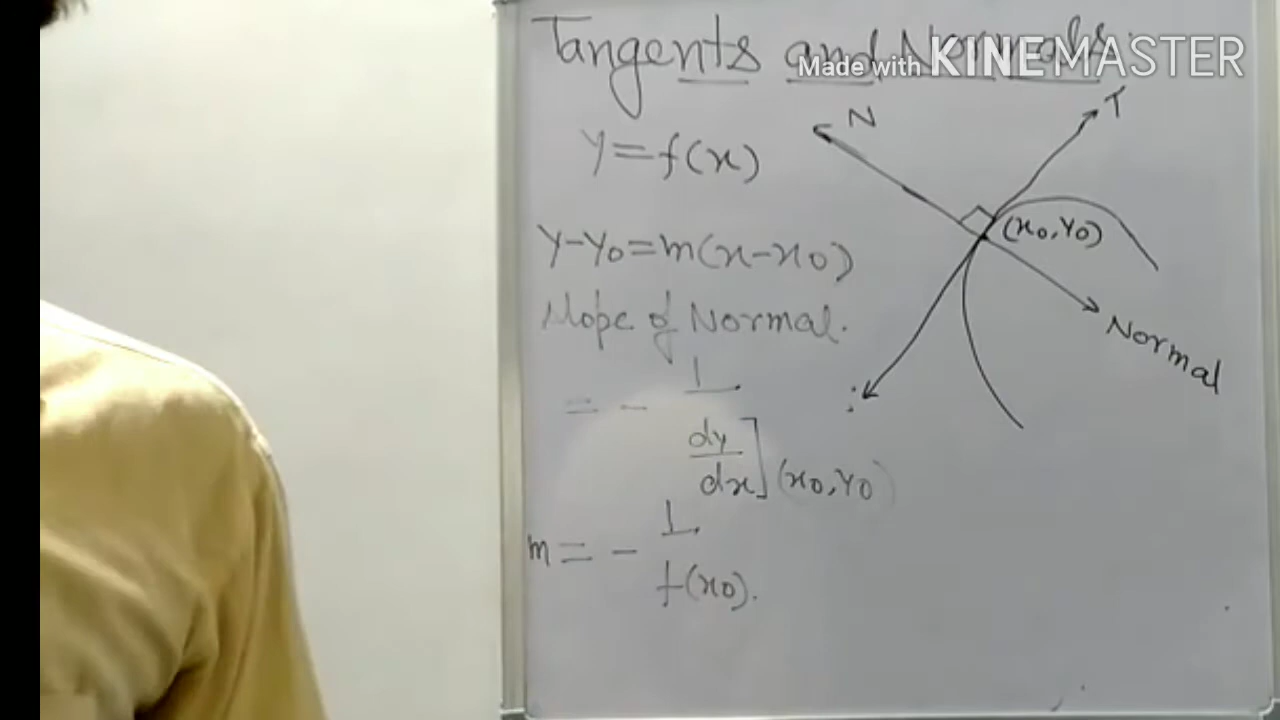 Tangents and Normals.
Made with KINEMASTER
y=f(x)
N
T
(x0,y0)
y-y0=m(x-x0)
Slope of Normal.
Normal
= - 1
dy
dx](x0,y0)
m = - 1
f(x0).